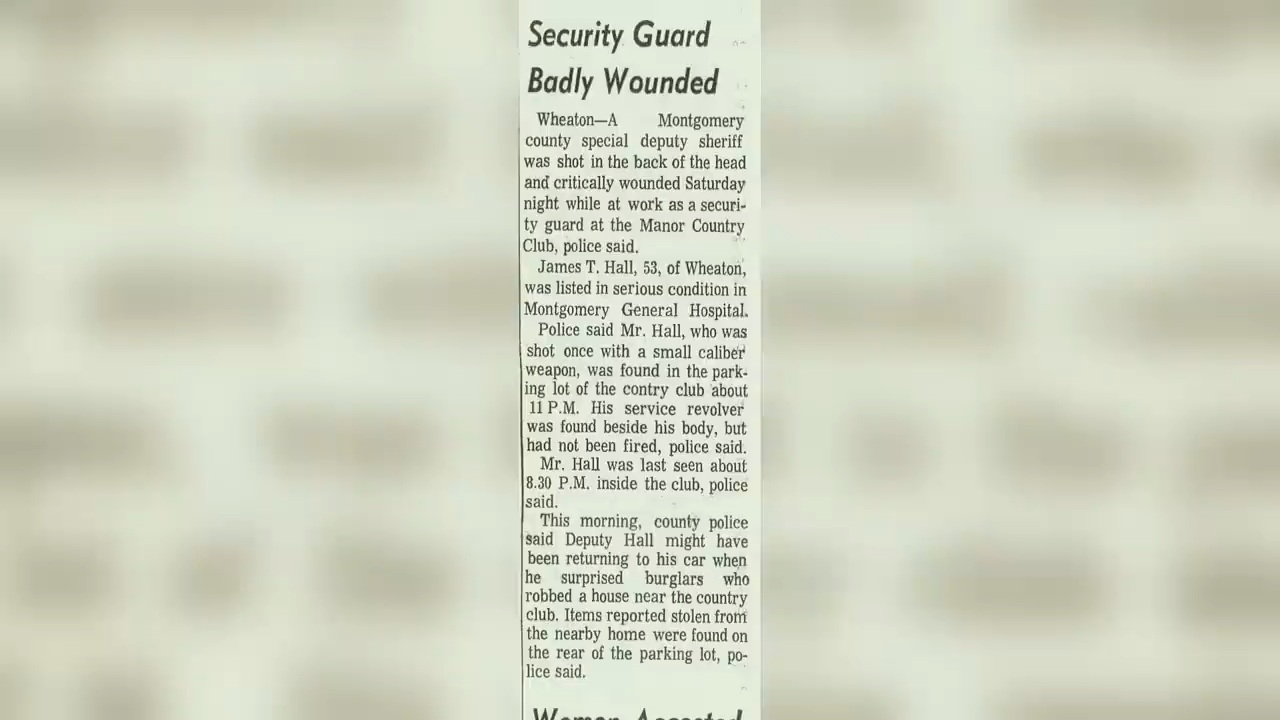 Security Guard
Badly Wounded
Wheaton—A Montgomery
county special deputy sheriff
was shot in the back of the head
and critically wounded Saturday
night while at work as a securi-
ty guard at the Manor Country
Club, police said.
James T. Hall, 53, of Wheaton,
was listed in serious condition in
Montgomery General Hospital.
Police said Mr. Hall, who was
shot once with a small caliber
weapon, was found in the park-
ing lot of the contry club about
11 P.M. His service revolver
was found beside his body, but
had not been fired, police said.
Mr. Hall was last seen about
8.30 P.M. inside the club, police
said.
This morning, county police
said Deputy Hall might have
been returning to his car when
he surprised burglars who
robbed a house near the country
club. Items reported stolen from
the nearby home were found on
the rear of the parking lot, po-
lice said.